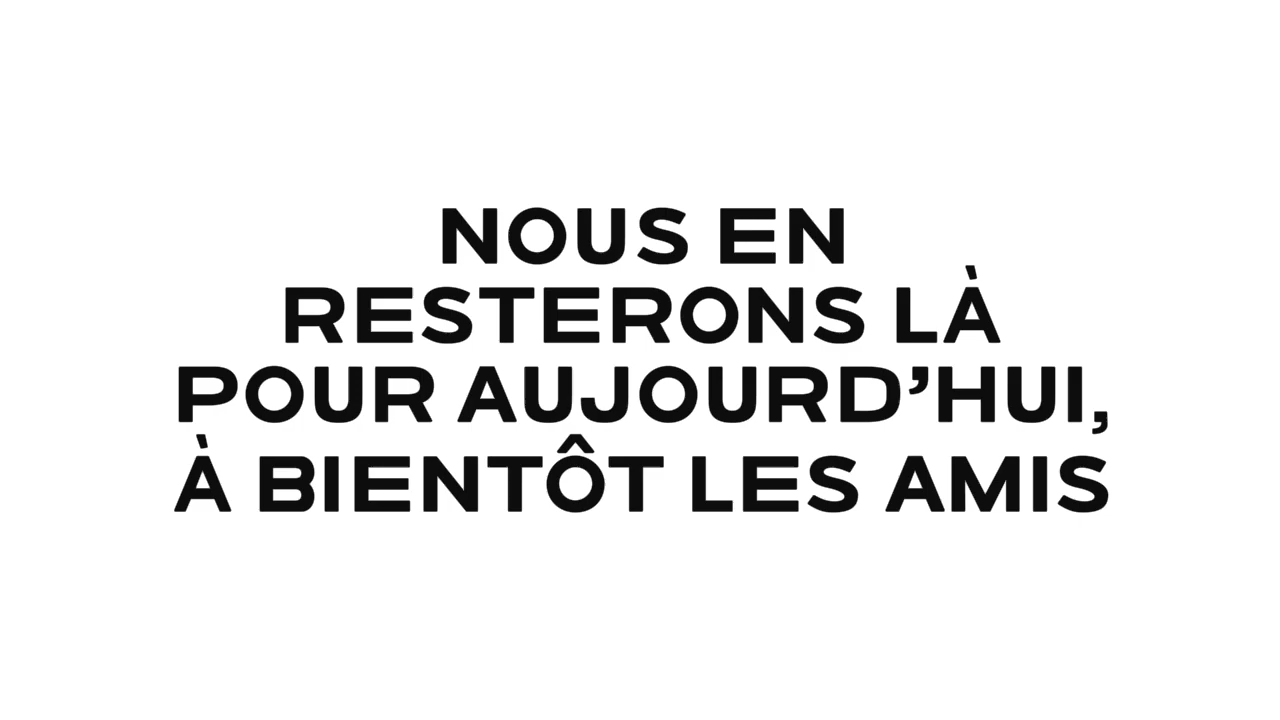 NOUS EN
RESTERONS LÀ
POUR AUJOURD’HUI,
À BIENTÔT LES AMIS